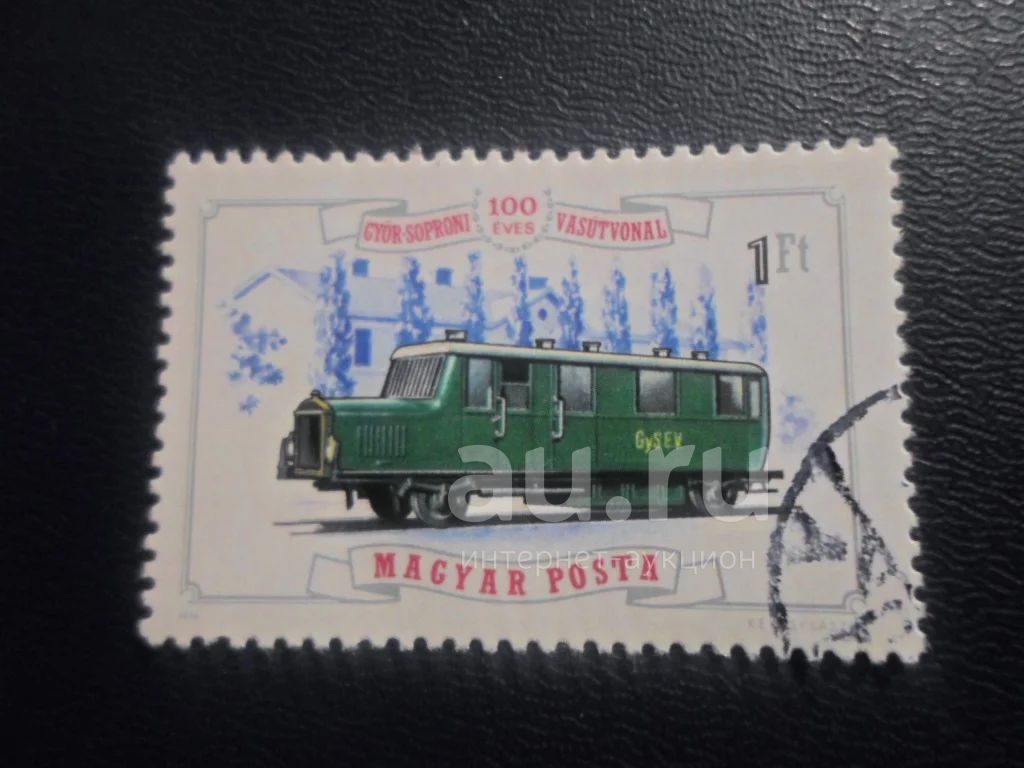 GYŐR-SOPRONI 100 ÉVES VASÚTVONAL
1 Ft
GySEV
au.ru
интернет-аукцион
MAGYAR POSTA